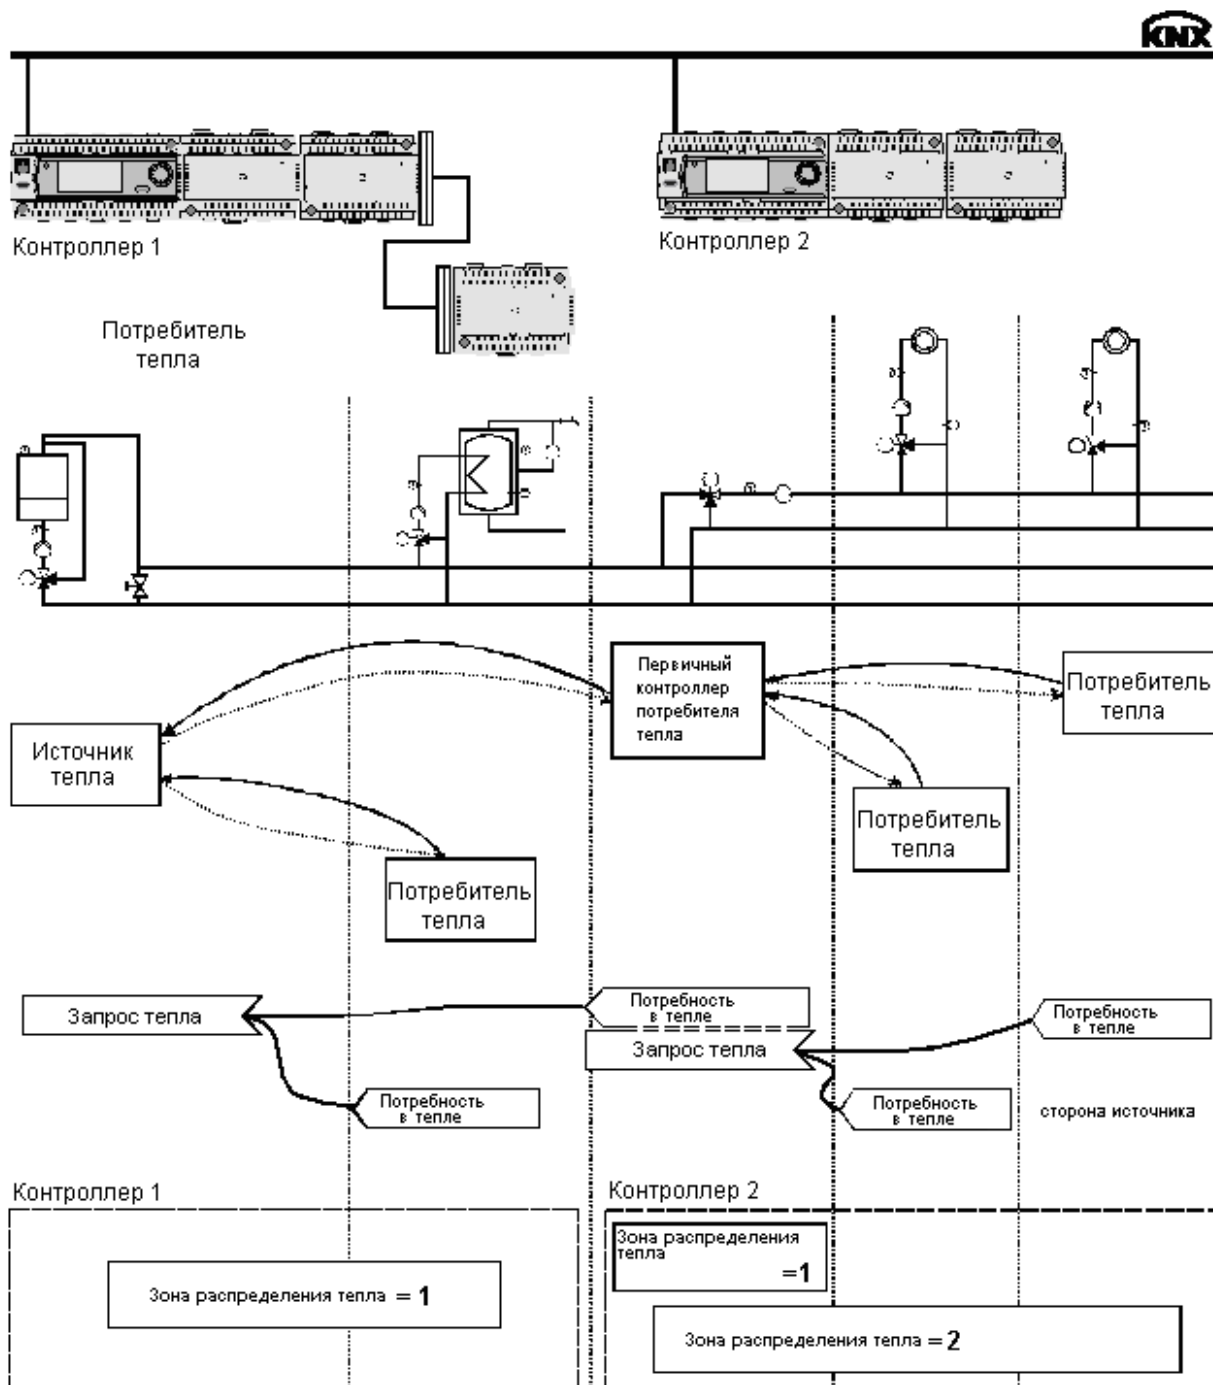 KNX
Контроллер 1
Контроллер 2
Потребитель
тепла
Первичный
контроллер
потребителя
тепла
Потребитель
тепла
Источник
тепла
Потребитель
тепла
Потребитель
тепла
Запрос тепла
Потребность
в тепле
Потребность
в тепле
Запрос тепла
Потребность
в тепле
Потребность
в тепле
сторона источника
Контроллер 1
Контроллер 2
Зона распределения
тепла
=1
Зона распределения тепла = 1
Зона распределения тепла = 2